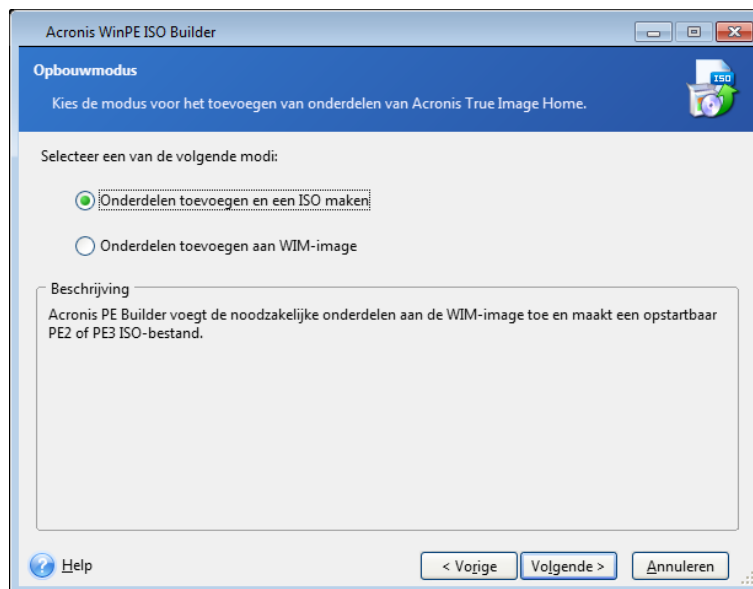 Acronis WinPE ISO Builder
Opbouwmodus
Kies de modus voor het toevoegen van onderdelen van Acronis True Image Home.
ISO
Selecteer een van de volgende modi:
Onderdelen toevoegen en een ISO maken
Onderdelen toevoegen aan WIM-image
Beschrijving
Acronis PE Builder voegt de noodzakelijke onderdelen aan de WIM-image toe en maakt een opstartbaar
PE2 of PE3 ISO-bestand.
? Help
< Vorige
Volgende >
Annuleren